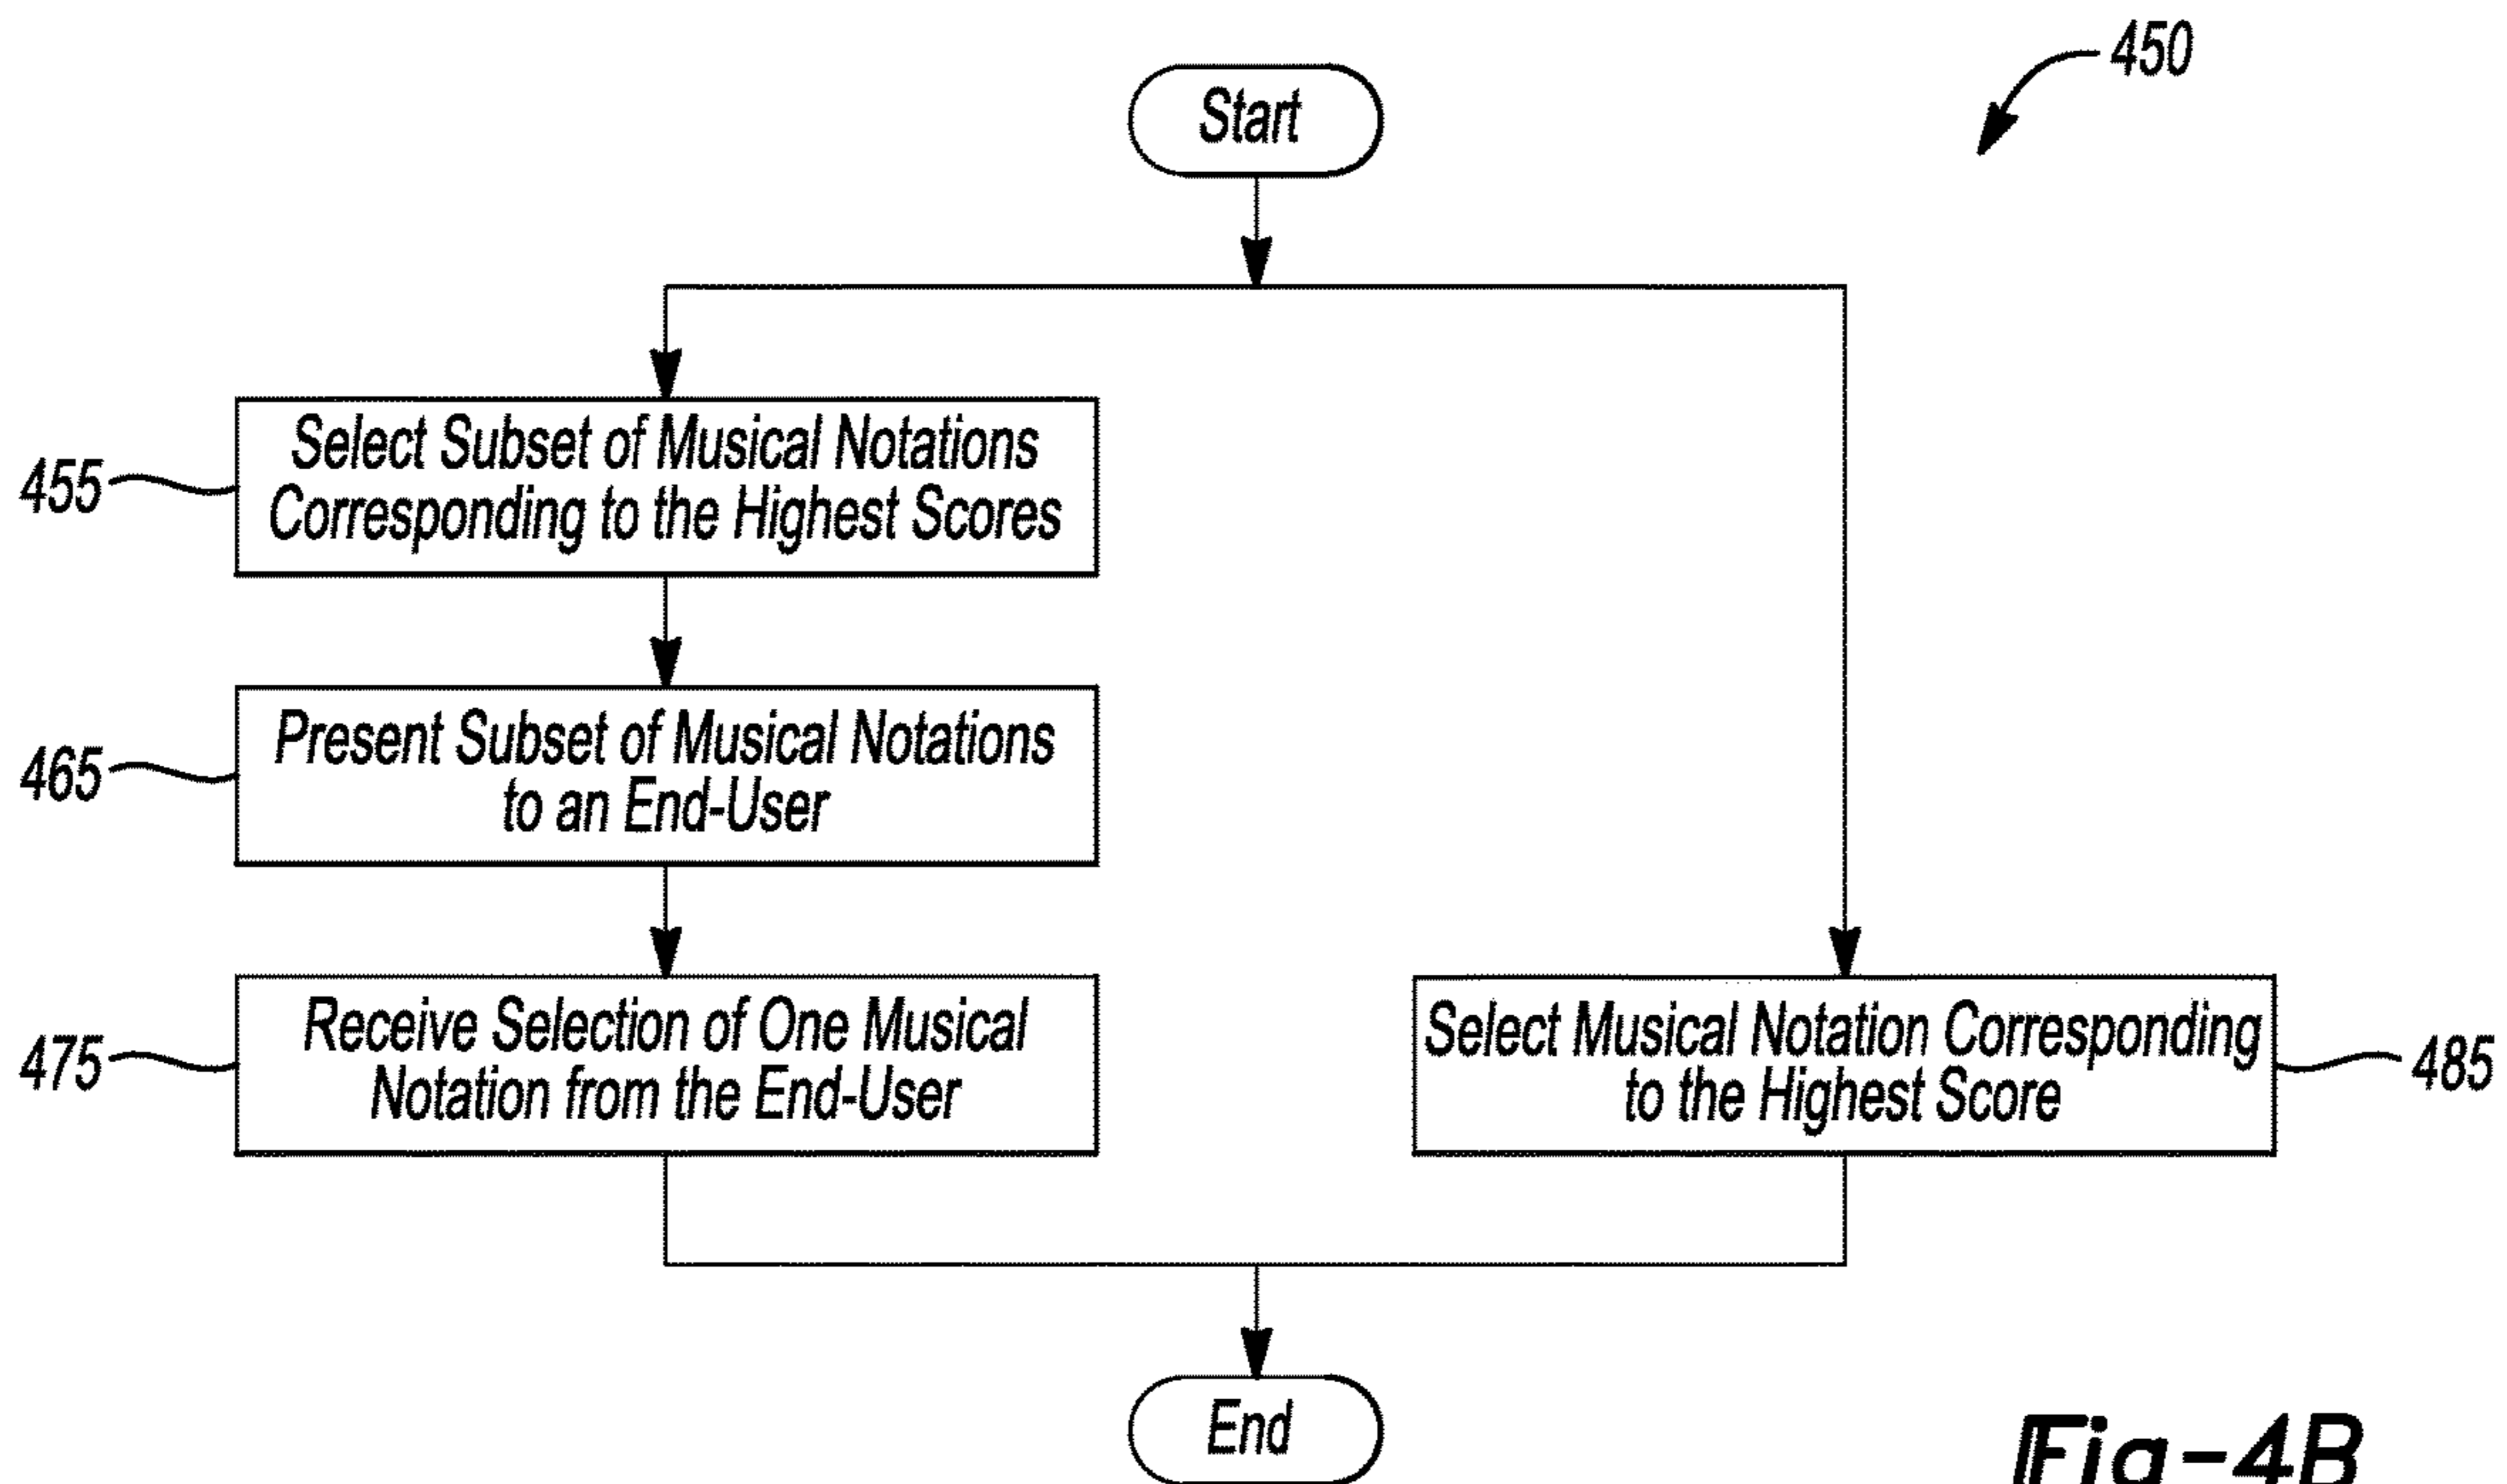 450
Start
455
Select Subset of Musical Notations
Corresponding to the Highest Scores
465
Present Subset of Musical Notations
to an End-User
475
Receive Selection of One Musical
Notation from the End-User
Select Musical Notation Corresponding
to the Highest Score
485
End
Fig-4B